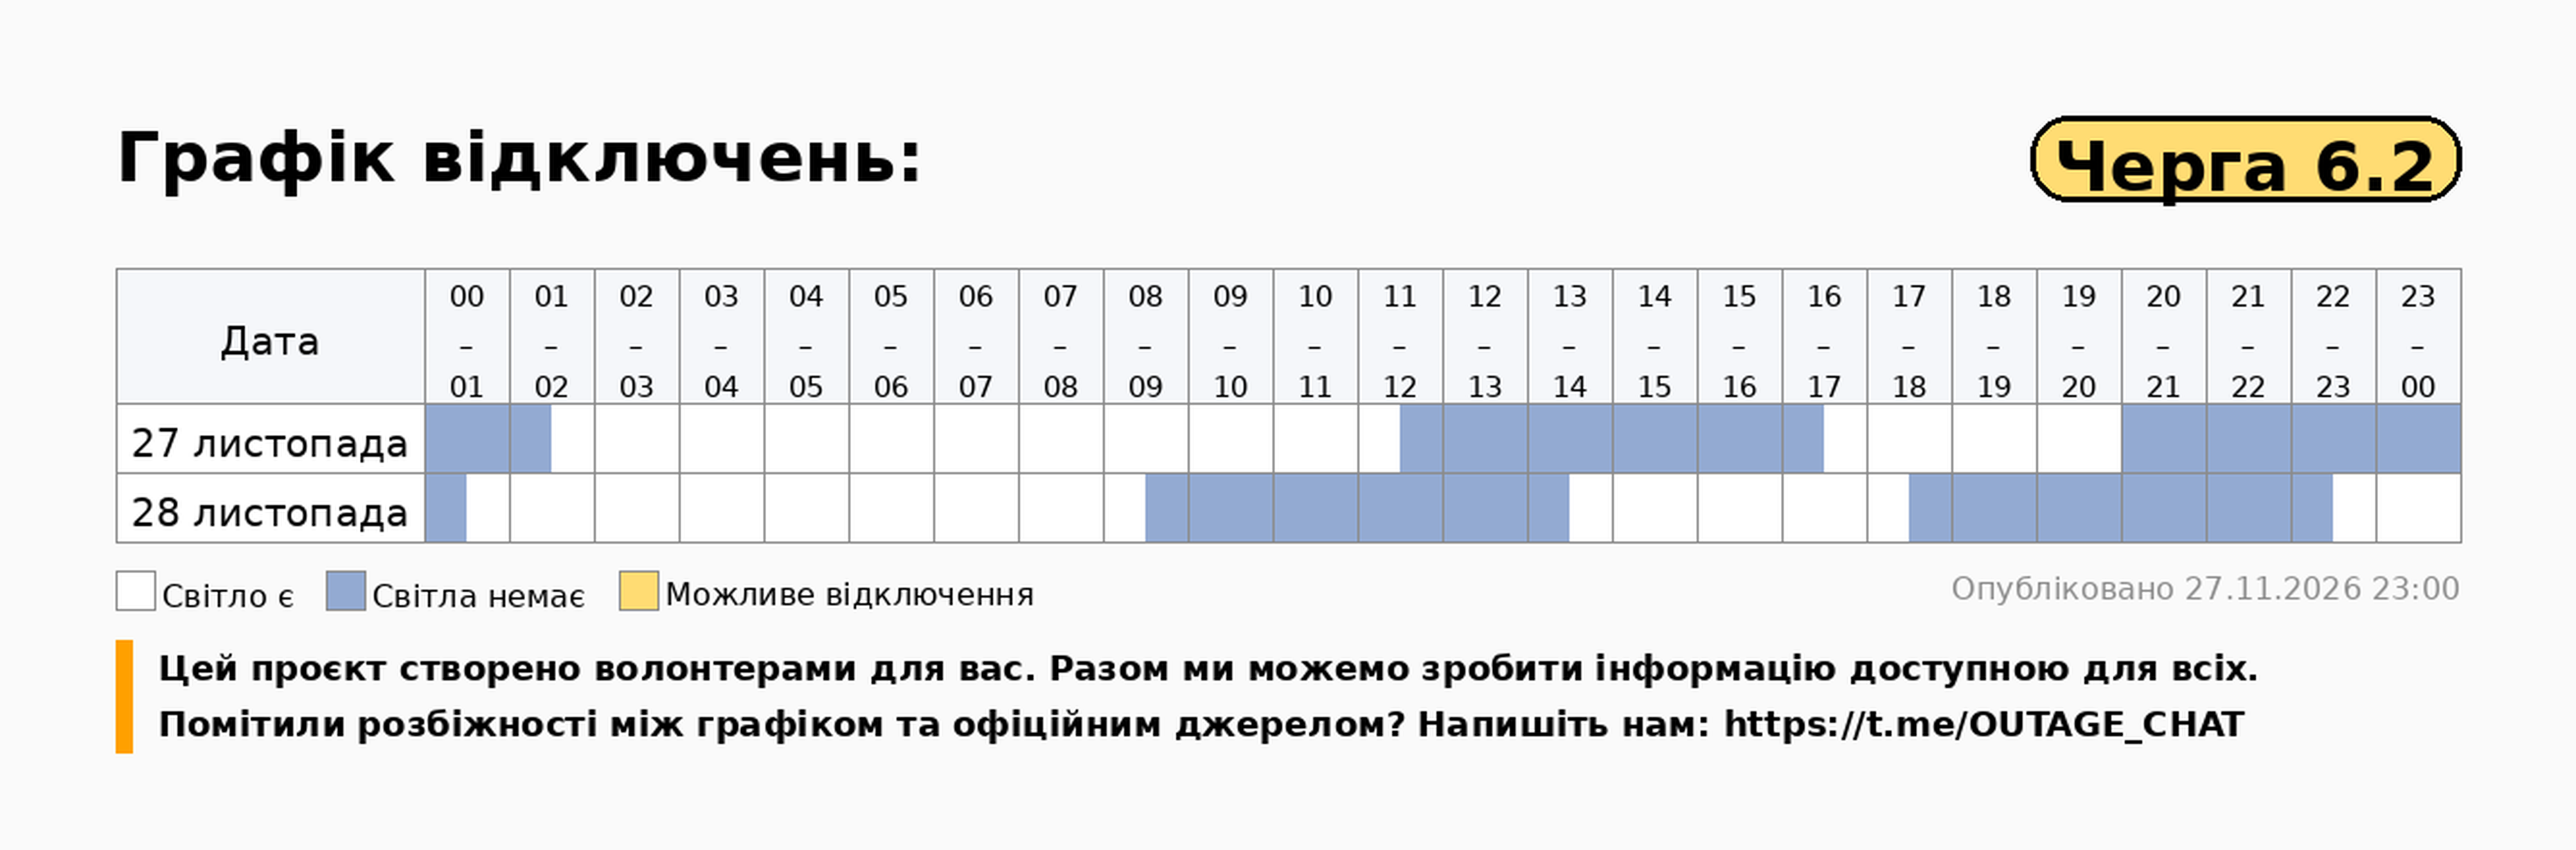 Графік відключень:
Черга 6.2
Дата
00 – 01
01 – 02
02 – 03
03 – 04
04 – 05
05 – 06
06 – 07
07 – 08
08 – 09
09 – 10
10 – 11
11 – 12
12 – 13
13 – 14
14 – 15
15 – 16
16 – 17
17 – 18
18 – 19
19 – 20
20 – 21
21 – 22
22 – 23
23 – 00
27 листопада
28 листопада
Світло є
Світла немає
Можливе відключення
Опубліковано 27.11.2026 23:00
Цей проєкт створено волонтерами для вас. Разом ми можемо зробити інформацію доступною для всіх.
Помітили розбіжності між графіком та офіційним джерелом? Напишіть нам: https://t.me/OUTAGE_CHAT